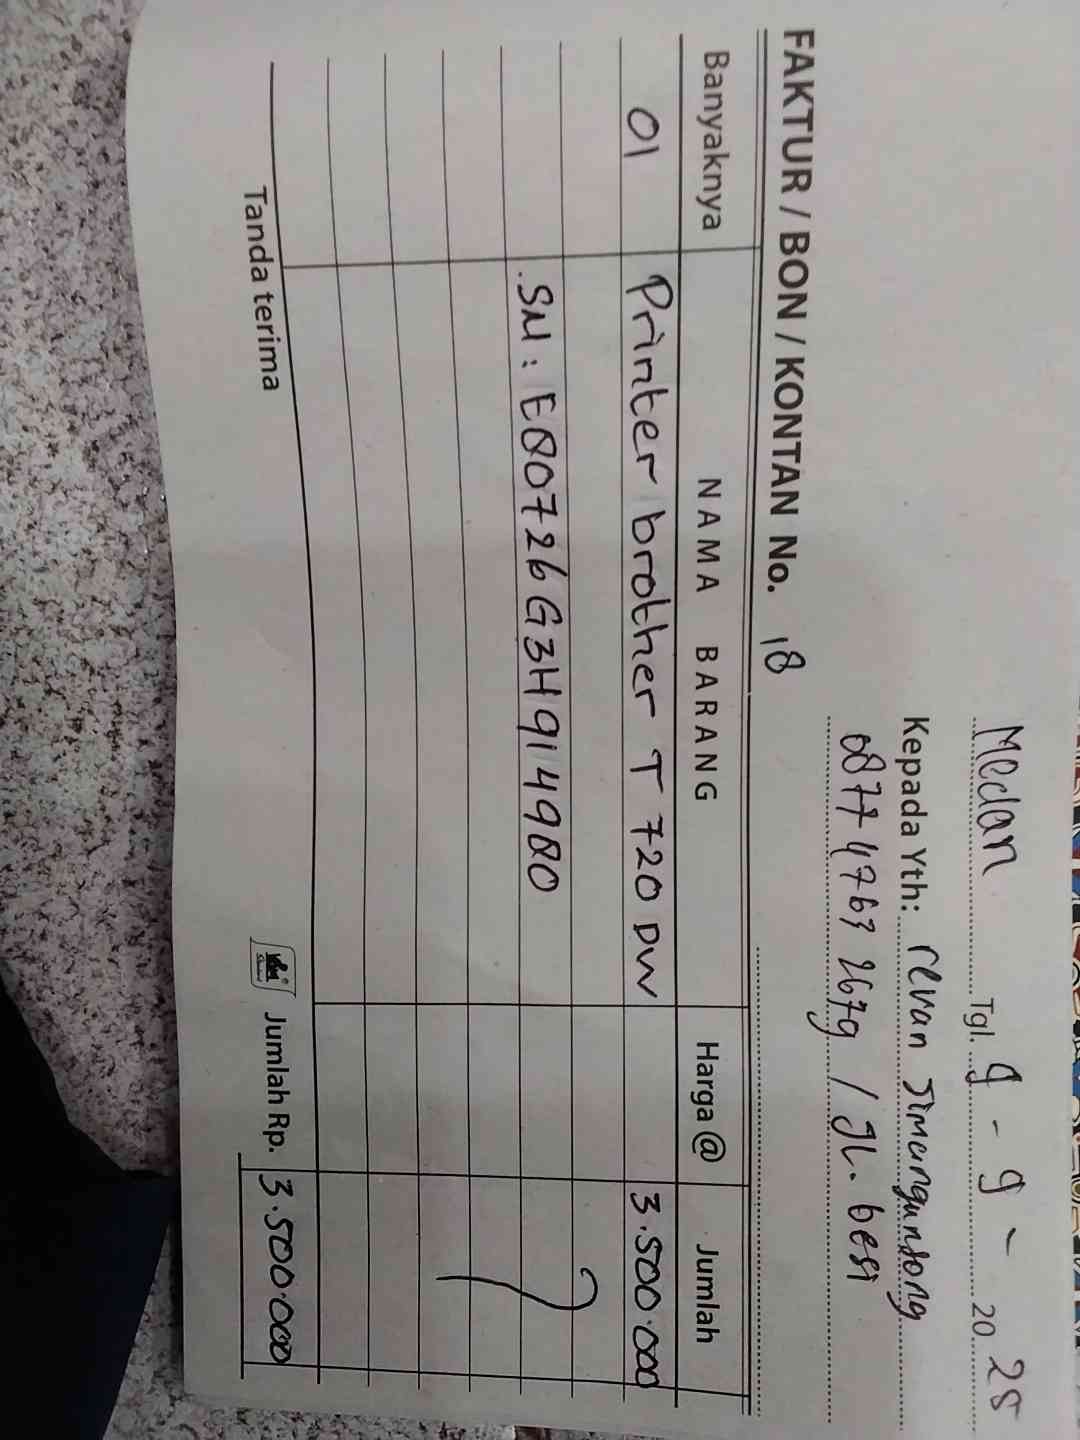 Medan Tgl. 9 - 9 - 2025
Kepada Yth: revan Simangunsong
0877 4763 2679 / Jl. besi
FAKTUR / BON / KONTAN No. 18
Banyaknya NAMA BARANG Harga @ Jumlah
01 Printer brother T 720 DW 3.500.000
SN : E80726G3H914980
Tanda terima Jumlah Rp. 3.500.000